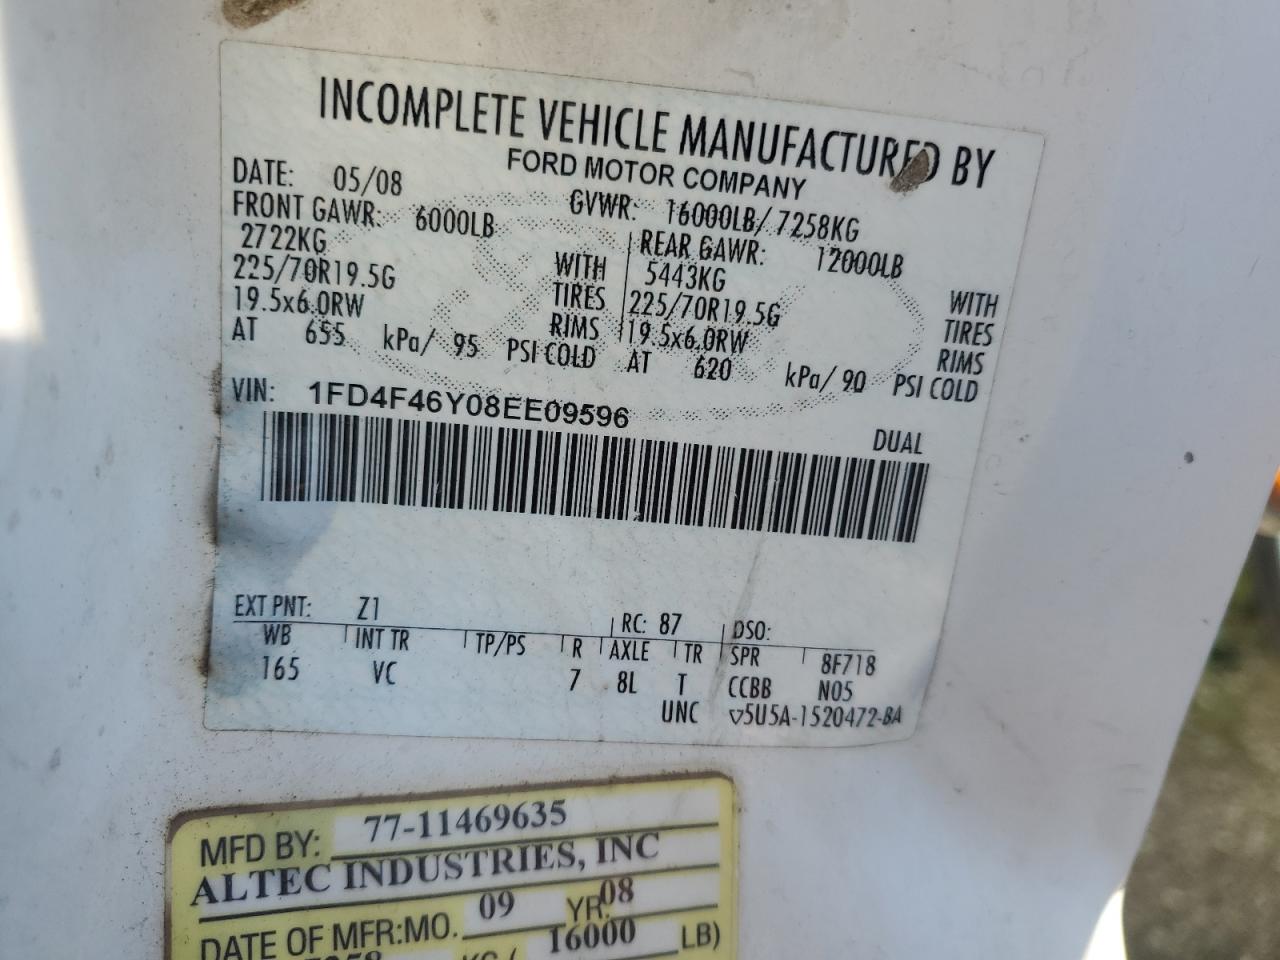 INCOMPLETE VEHICLE MANUFACTURED BY
FORD MOTOR COMPANY
DATE: 05/08 GVWR: 16000LB/ 7258KG
FRONT GAWR: 6000LB REAR GAWR: 12000LB
2722KG WITH 5443KG WITH
225/70R19.5G TIRES 225/70R19.5G TIRES
19.5x6.0RW RIMS 19.5x6.0RW RIMS
AT 655 kPa/ 95 PSI COLD AT 620 kPa/ 90 PSI COLD
VIN: 1FD4F46Y08EE09596
DUAL
EXT PNT: Z1 RC: 87 DSO:
WB INT TR TP/PS R AXLE TR SPR 8F718
165 VC 7 8L T CCBB N05
UNC ▽5U5A-1520472-BA
77-11469635
MFD BY:
ALTEC INDUSTRIES, INC
DATE OF MFR:MO. 09 YR. 08
KG ( 16000 LB)